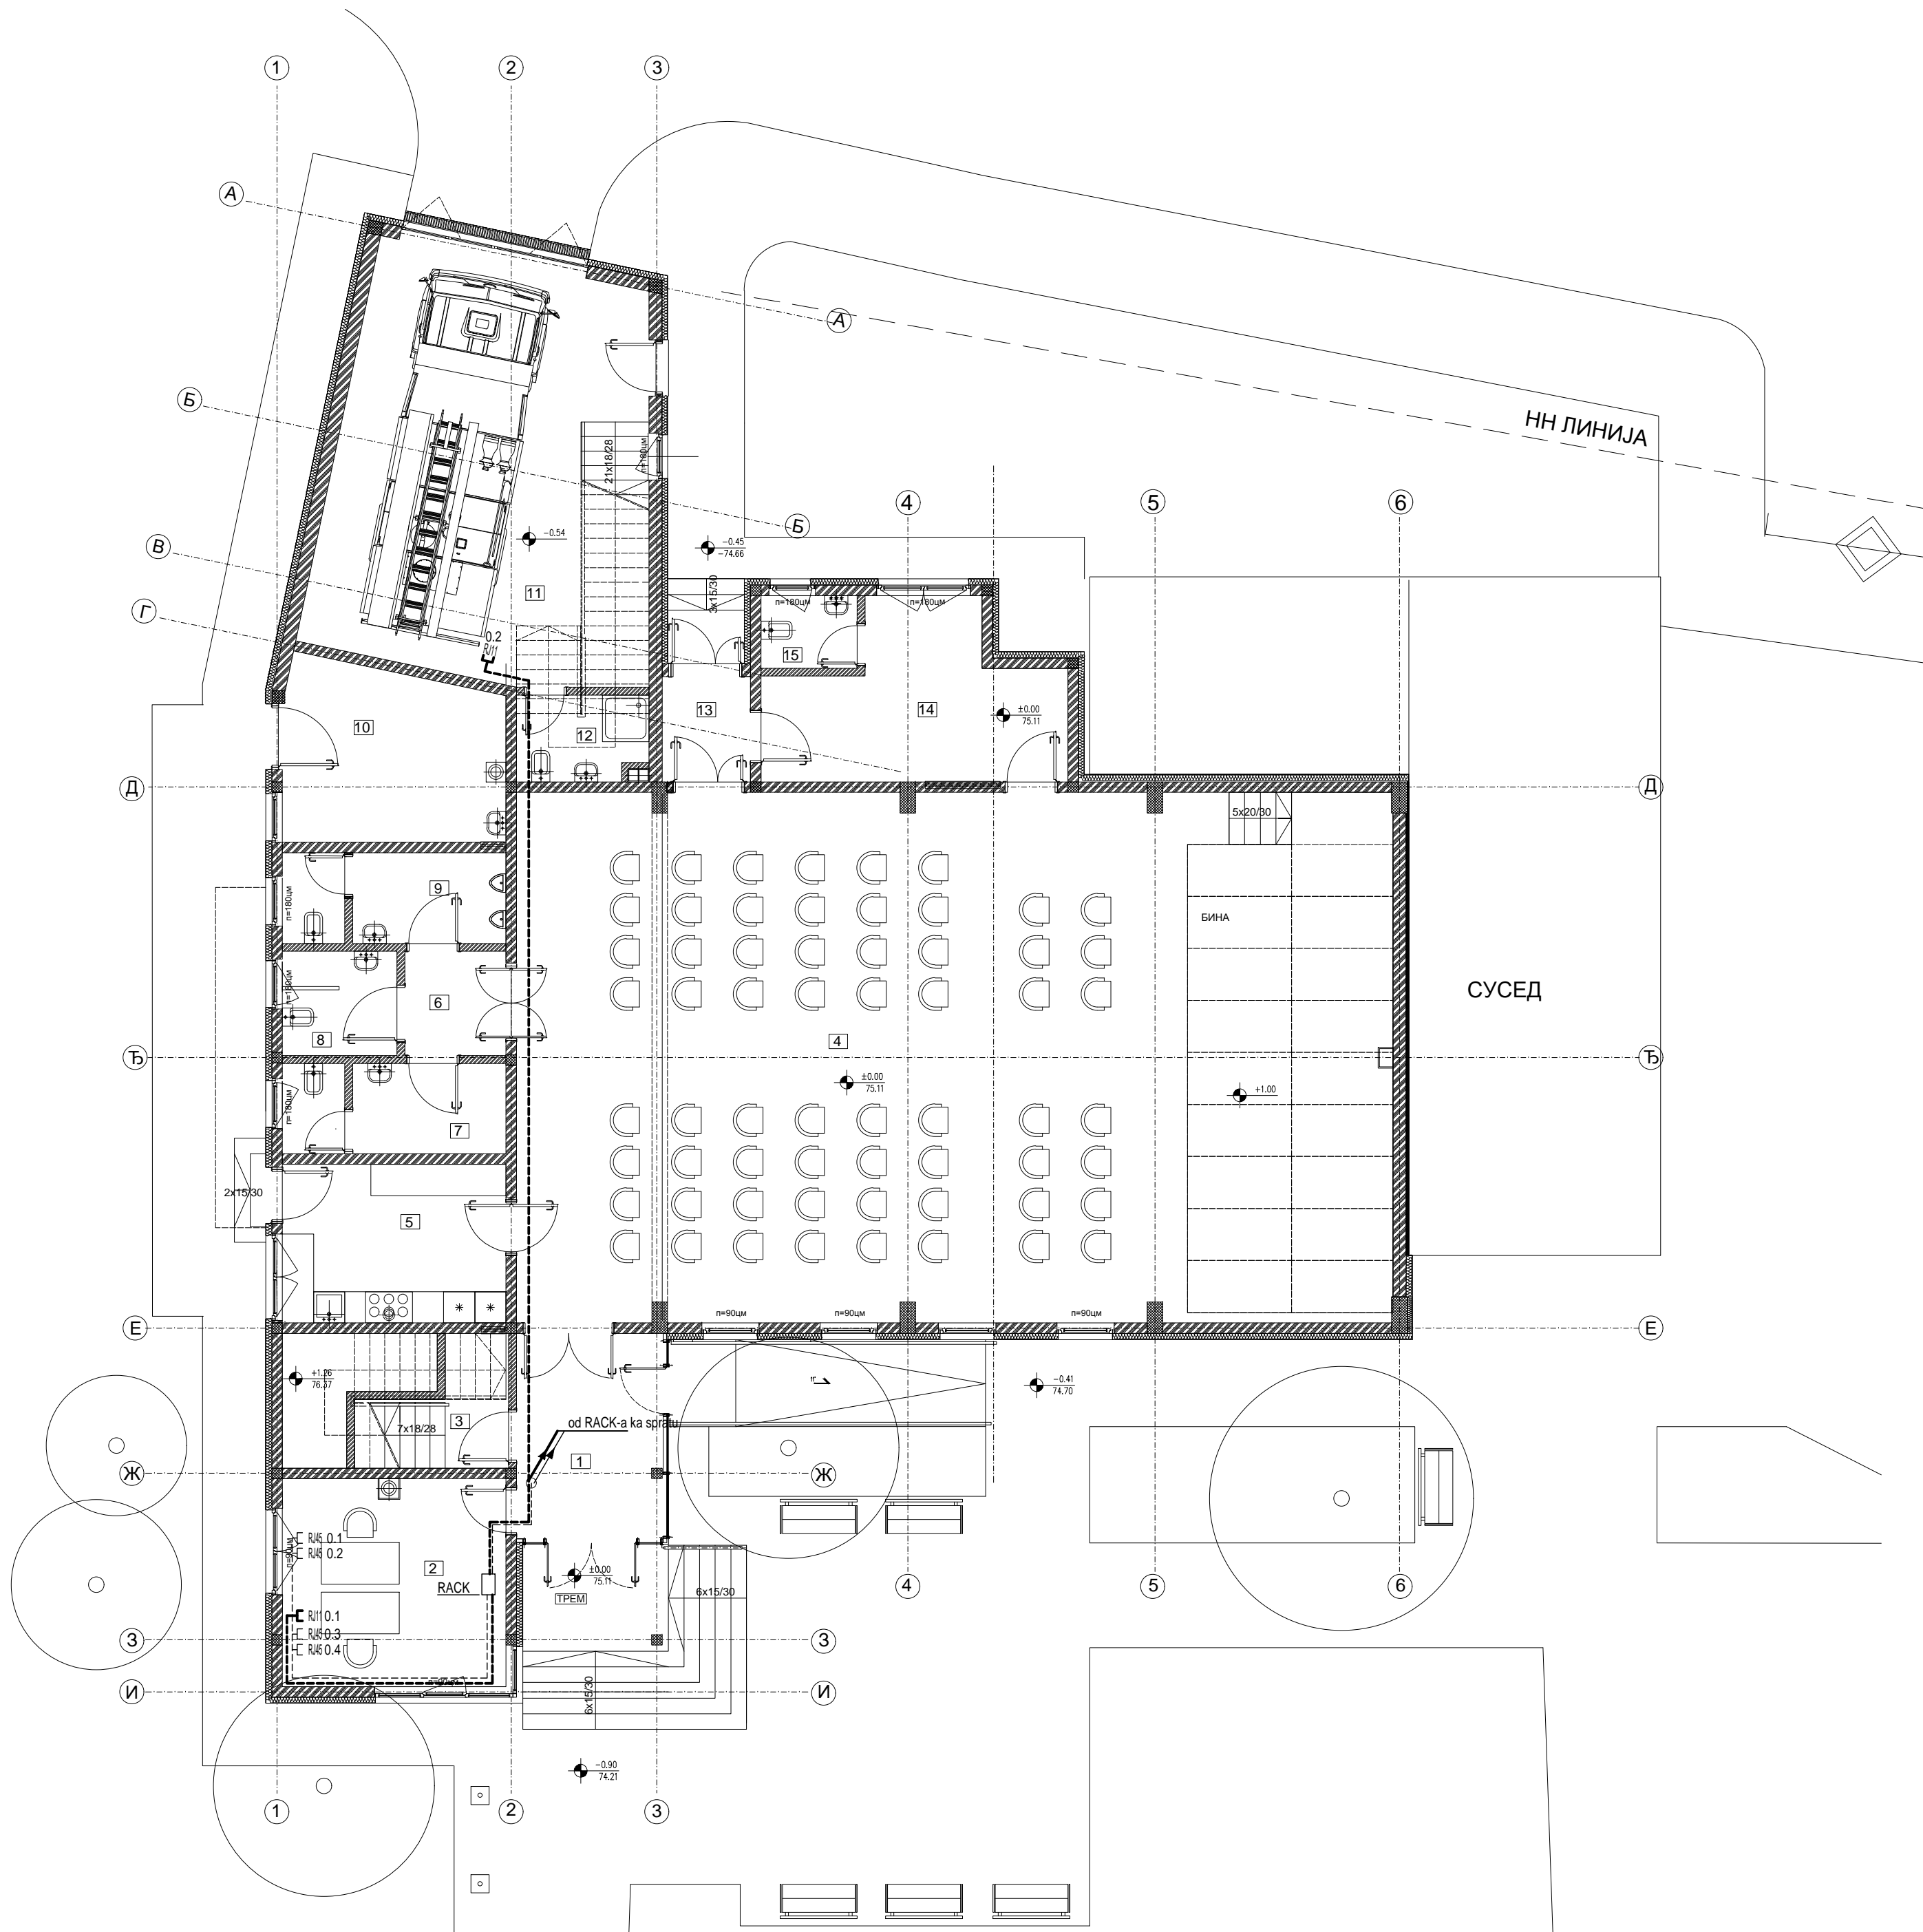 1
2
3
А
А
Б
НН ЛИНИЈА
21x18/28
п=180цм
4
5
6
Б
В
-0.54
-0.45
-74.66
3x15/30
11
Г
п=180цм
п=180цм
0.2
RJ11
15
13
14
±0.00
75.11
10
12
Д
Д
5x20/30
9
п=180цм
БИНА
п=180цм
6
СУСЕД
8
4
Ђ
Ђ
±0.00
75.11
+1.00
п=180цм
7
2x15/30
5
п=90цм
п=90цм
п=90цм
Е
Е
+1.26
76.37
-0.41
74.70
7x18/28
3
od RACK-a ka spratu
1
Ж
Ж
RJ45 0.1
RJ45 0.2
п=90цм
2
RACK
±0.00
75.11
ТРЕМ
6x15/30
4
5
6
RJ11 0.1
RJ45 0.3
RJ45 0.4
З
З
п=90цм
6x15/30
И
И
-0.90
74.21
1
2
3